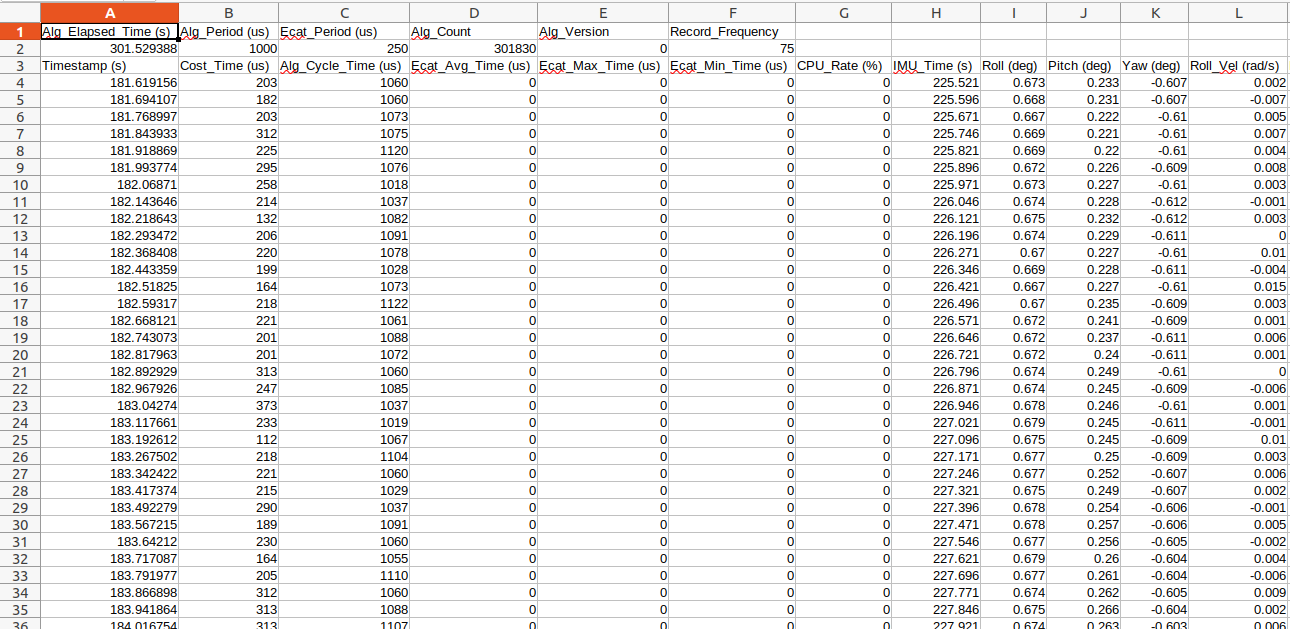 A B C D E F G H I J K L
1 Alg_Elapsed_Time (s) Alg_Period (us) Ecat_Period (us) Alg_Count Alg_Version Record_Frequency
2 301.529388 1000 250 301830 0 75
3 Timestamp (s) Cost_Time (us) Alg_Cycle_Time (us) Ecat_Avg_Time (us) Ecat_Max_Time (us) Ecat_Min_Time (us) CPU_Rate (%) IMU_Time (s) Roll (deg) Pitch (deg) Yaw (deg) Roll_Vel (rad/s)
4 181.619156 203 1060 0 0 0 0 225.521 0.673 0.233 -0.607 0.002
5 181.694107 182 1060 0 0 0 0 225.596 0.668 0.231 -0.607 -0.007
6 181.768997 203 1073 0 0 0 0 225.671 0.667 0.222 -0.61 0.005
7 181.843933 312 1075 0 0 0 0 225.746 0.669 0.221 -0.61 0.007
8 181.918869 225 1120 0 0 0 0 225.821 0.669 0.22 -0.61 0.004
9 181.993774 295 1076 0 0 0 0 225.896 0.672 0.226 -0.609 0.008
10 182.06871 258 1018 0 0 0 0 225.971 0.673 0.227 -0.61 0.003
11 182.143646 214 1037 0 0 0 0 226.046 0.674 0.228 -0.612 -0.001
12 182.218643 132 1082 0 0 0 0 226.121 0.675 0.232 -0.612 0.003
13 182.293472 206 1091 0 0 0 0 226.196 0.674 0.229 -0.611 0
14 182.368408 220 1078 0 0 0 0 226.271 0.67 0.227 -0.61 0.01
15 182.443359 199 1028 0 0 0 0 226.346 0.669 0.228 -0.611 -0.004
16 182.51825 164 1073 0 0 0 0 226.421 0.667 0.227 -0.61 0.015
17 182.59317 218 1122 0 0 0 0 226.496 0.67 0.235 -0.609 0.003
18 182.668121 221 1061 0 0 0 0 226.571 0.672 0.241 -0.609 0.001
19 182.743073 201 1088 0 0 0 0 226.646 0.672 0.237 -0.611 0.006
20 182.817963 201 1072 0 0 0 0 226.721 0.672 0.24 -0.611 0.001
21 182.892929 313 1060 0 0 0 0 226.796 0.674 0.249 -0.61 0
22 182.967926 247 1085 0 0 0 0 226.871 0.674 0.245 -0.609 -0.006
23 183.04274 373 1037 0 0 0 0 226.946 0.678 0.246 -0.61 0.001
24 183.117661 233 1019 0 0 0 0 227.021 0.679 0.245 -0.611 -0.001
25 183.192612 112 1067 0 0 0 0 227.096 0.675 0.245 -0.609 0.01
26 183.267502 218 1104 0 0 0 0 227.171 0.677 0.25 -0.609 0.003
27 183.342422 221 1060 0 0 0 0 227.246 0.677 0.252 -0.607 0.006
28 183.417374 215 1029 0 0 0 0 227.321 0.675 0.249 -0.607 0.002
29 183.492279 290 1037 0 0 0 0 227.396 0.678 0.254 -0.606 -0.001
30 183.567215 189 1091 0 0 0 0 227.471 0.678 0.257 -0.606 0.005
31 183.64212 230 1060 0 0 0 0 227.546 0.677 0.256 -0.605 -0.002
32 183.717087 164 1055 0 0 0 0 227.621 0.679 0.26 -0.604 0.004
33 183.791977 205 1110 0 0 0 0 227.696 0.677 0.261 -0.604 -0.006
34 183.866898 312 1060 0 0 0 0 227.771 0.674 0.262 -0.605 0.009
35 183.941864 313 1088 0 0 0 0 227.846 0.675 0.266 -0.604 0.002
36 184.016754 313 1107 0 0 0 0 227.921 0.674 0.263 -0.603 0.006